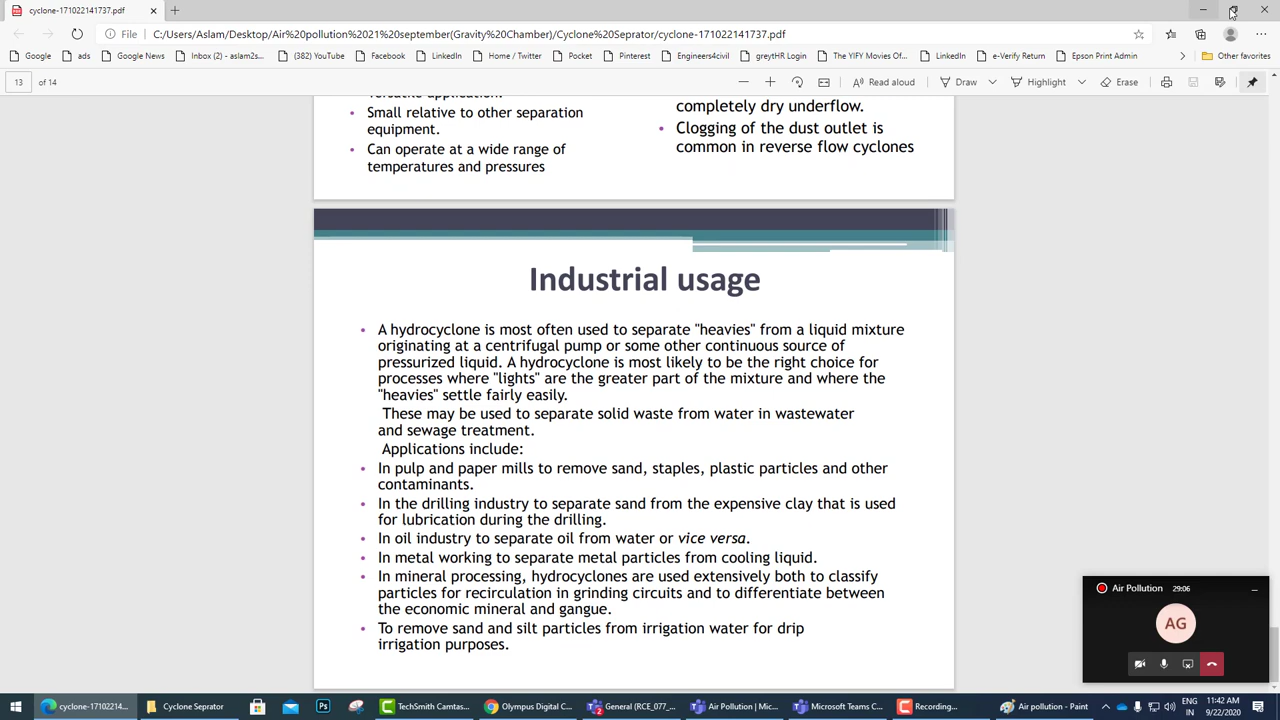 cyclone-171022141737.pdf
File
C:/Users/Aslam/Desktop/Air%20pollution%2021%20september(Gravity%20Chamber)/Cyclone%20Seprator/cyclone-171022141737.pdf
Google
Apps
Google News
Inbox (2) - aslam2s...
(382) YouTube
Facebook
LinkedIn
Home / Twitter
Pocket
Pinterest
Engineers4civil
greytHR Login
The YIFY Movies Of...
LinkedIn
e-Verify Return
Epson Print Admin
Other favorites
13 of 14
Read aloud
Draw
Highlight
Erase
versatile application.
Small relative to other separation
equipment.
Can operate at a wide range of
temperatures and pressures
completely dry underflow.
Clogging of the dust outlet is
common in reverse flow cyclones
Industrial usage
A hydrocyclone is most often used to separate "heavies" from a liquid mixture
originating at a centrifugal pump or some other continuous source of
pressurized liquid. A hydrocyclone is most likely to be the right choice for
processes where "lights" are the greater part of the mixture and where the
"heavies" settle fairly easily.
These may be used to separate solid waste from water in wastewater
and sewage treatment.
Applications include:
In pulp and paper mills to remove sand, staples, plastic particles and other
contaminants.
In the drilling industry to separate sand from the expensive clay that is used
for lubrication during the drilling.
In oil industry to separate oil from water or vice versa.
In metal working to separate metal particles from cooling liquid.
In mineral processing, hydrocyclones are used extensively both to classify
particles for recirculation in grinding circuits and to differentiate between
the economic mineral and gangue.
To remove sand and silt particles from irrigation water for drip
irrigation purposes.
Air Pollution 29:06
AG
cyclone-17102214...
Cyclone Seprator
TechSmith Camtas...
Olympus Digital C...
General (RCE_077_...
Air Pollution | Mic...
Microsoft Teams C...
Recording...
Air pollution - Paint
ENG
IN
11:42 AM
9/22/2020